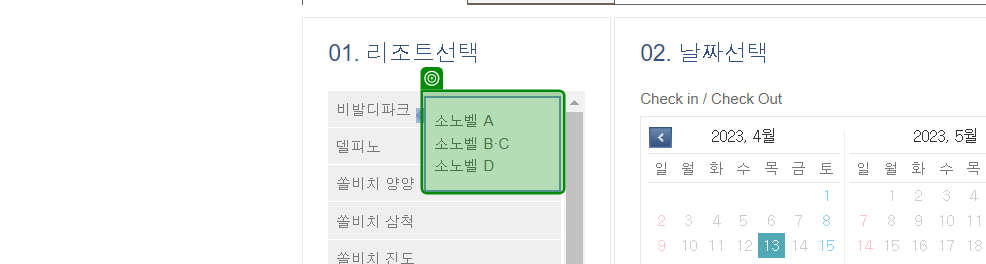 01. 리조트선택
비발디파크
델피노
쏠비치 양양
쏠비치 삼척
쏠비치 진도
소노벨 A
소노벨 B·C
소노벨 D
02. 날짜선택
Check in / Check Out
2023, 4월
일 월 화 수 목 금 토
1
2 3 4 5 6 7 8
9 10 11 12 13 14 15
2023, 5월
일 월 화 수 목
1 2 3 4
7 8 9 10 11
14 15 16 17 18